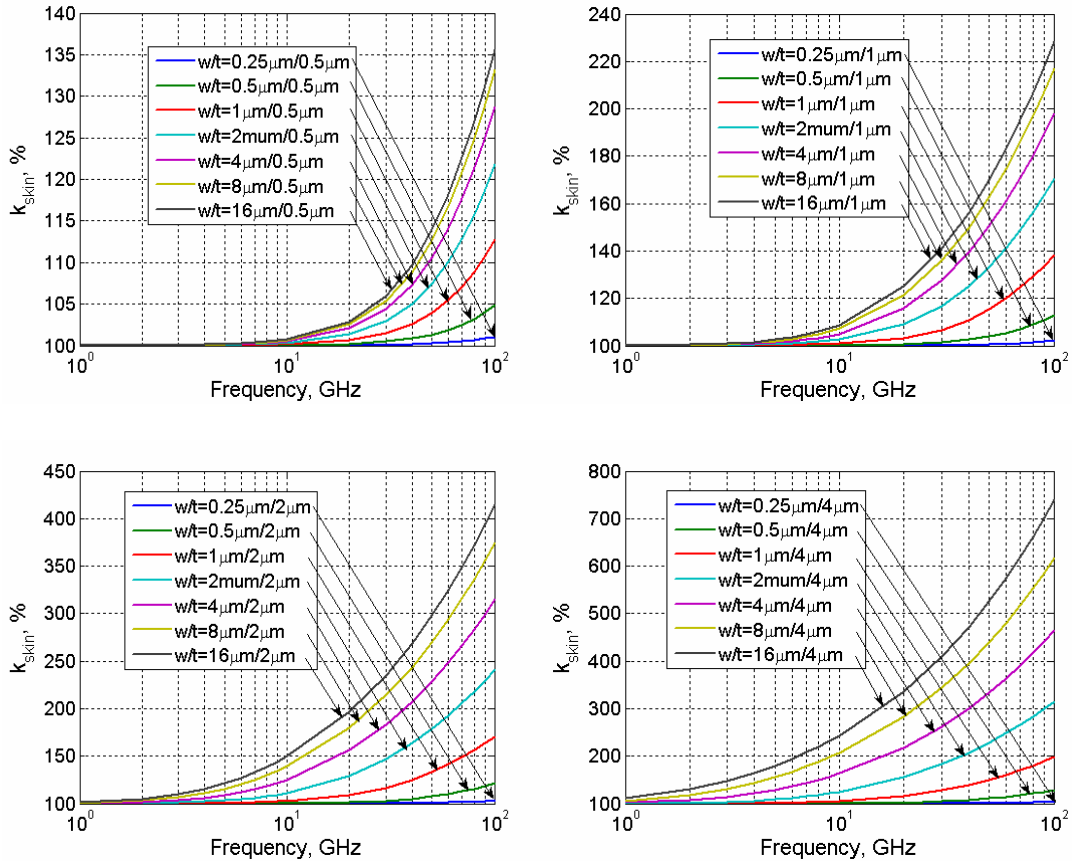 140
135
130
125
120
115
110
105
100
k_skin, %
w/t=0.25μm/0.5μm
w/t=0.5μm/0.5μm
w/t=1μm/0.5μm
w/t=2mum/0.5μm
w/t=4μm/0.5μm
w/t=8μm/0.5μm
w/t=16μm/0.5μm
10^0 10^1 10^2
Frequency, GHz
240
220
200
180
160
140
120
100
k_skin, %
w/t=0.25μm/1μm
w/t=0.5μm/1μm
w/t=1μm/1μm
w/t=2mum/1μm
w/t=4μm/1μm
w/t=8μm/1μm
w/t=16μm/1μm
10^0 10^1 10^2
Frequency, GHz
450
400
350
300
250
200
150
100
k_skin, %
w/t=0.25μm/2μm
w/t=0.5μm/2μm
w/t=1μm/2μm
w/t=2mum/2μm
w/t=4μm/2μm
w/t=8μm/2μm
w/t=16μm/2μm
10^0 10^1 10^2
Frequency, GHz
800
700
600
500
400
300
200
100
k_skin, %
w/t=0.25μm/4μm
w/t=0.5μm/4μm
w/t=1μm/4μm
w/t=2mum/4μm
w/t=4μm/4μm
w/t=8μm/4μm
w/t=16μm/4μm
10^0 10^1 10^2
Frequency, GHz